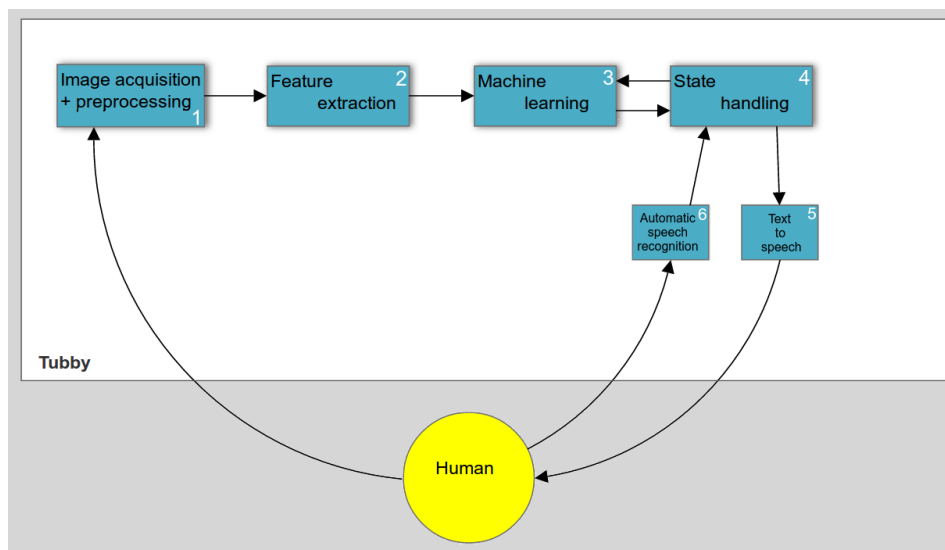 Image acquisition
+ preprocessing
1
Feature
extraction
2
Machine
learning
3
State
handling
4
Automatic
speech
recognition
6
Text
to
speech
5
Tubby
Human